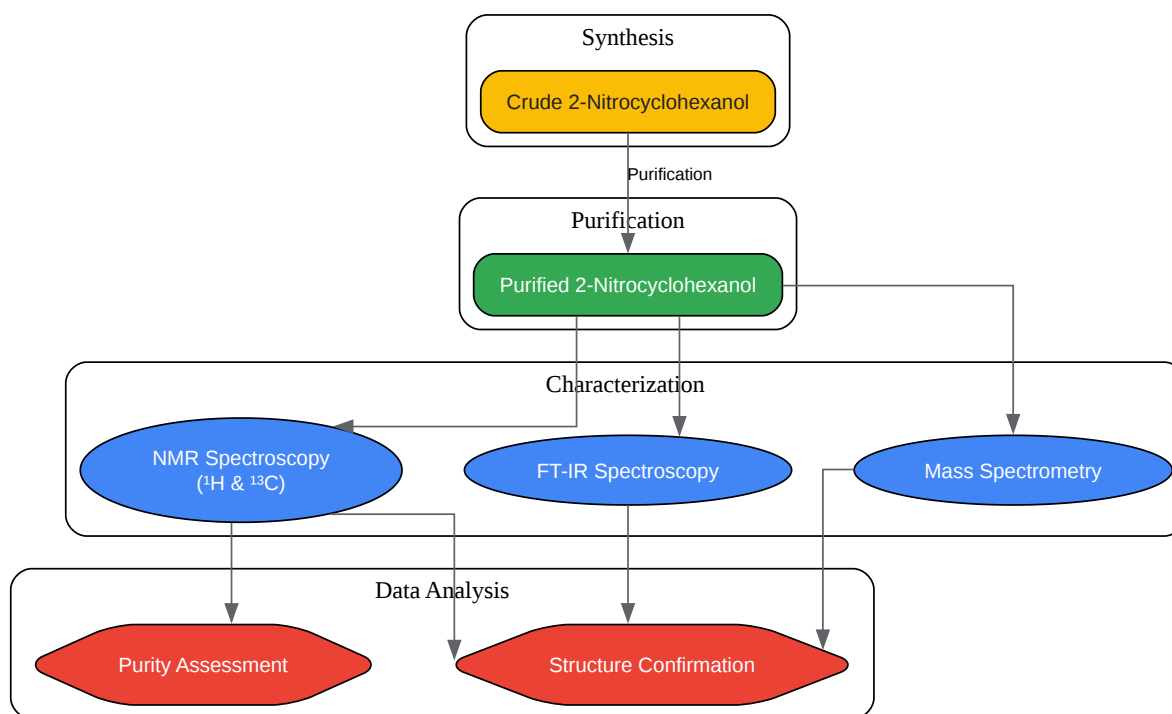 Synthesis
Crude 2-Nitrocyclohexanol
Purification
Purification
Purified 2-Nitrocyclohexanol
Characterization
NMR Spectroscopy
(¹H & ¹³C)
FT-IR Spectroscopy
Mass Spectrometry
Data Analysis
Purity Assessment
Structure Confirmation